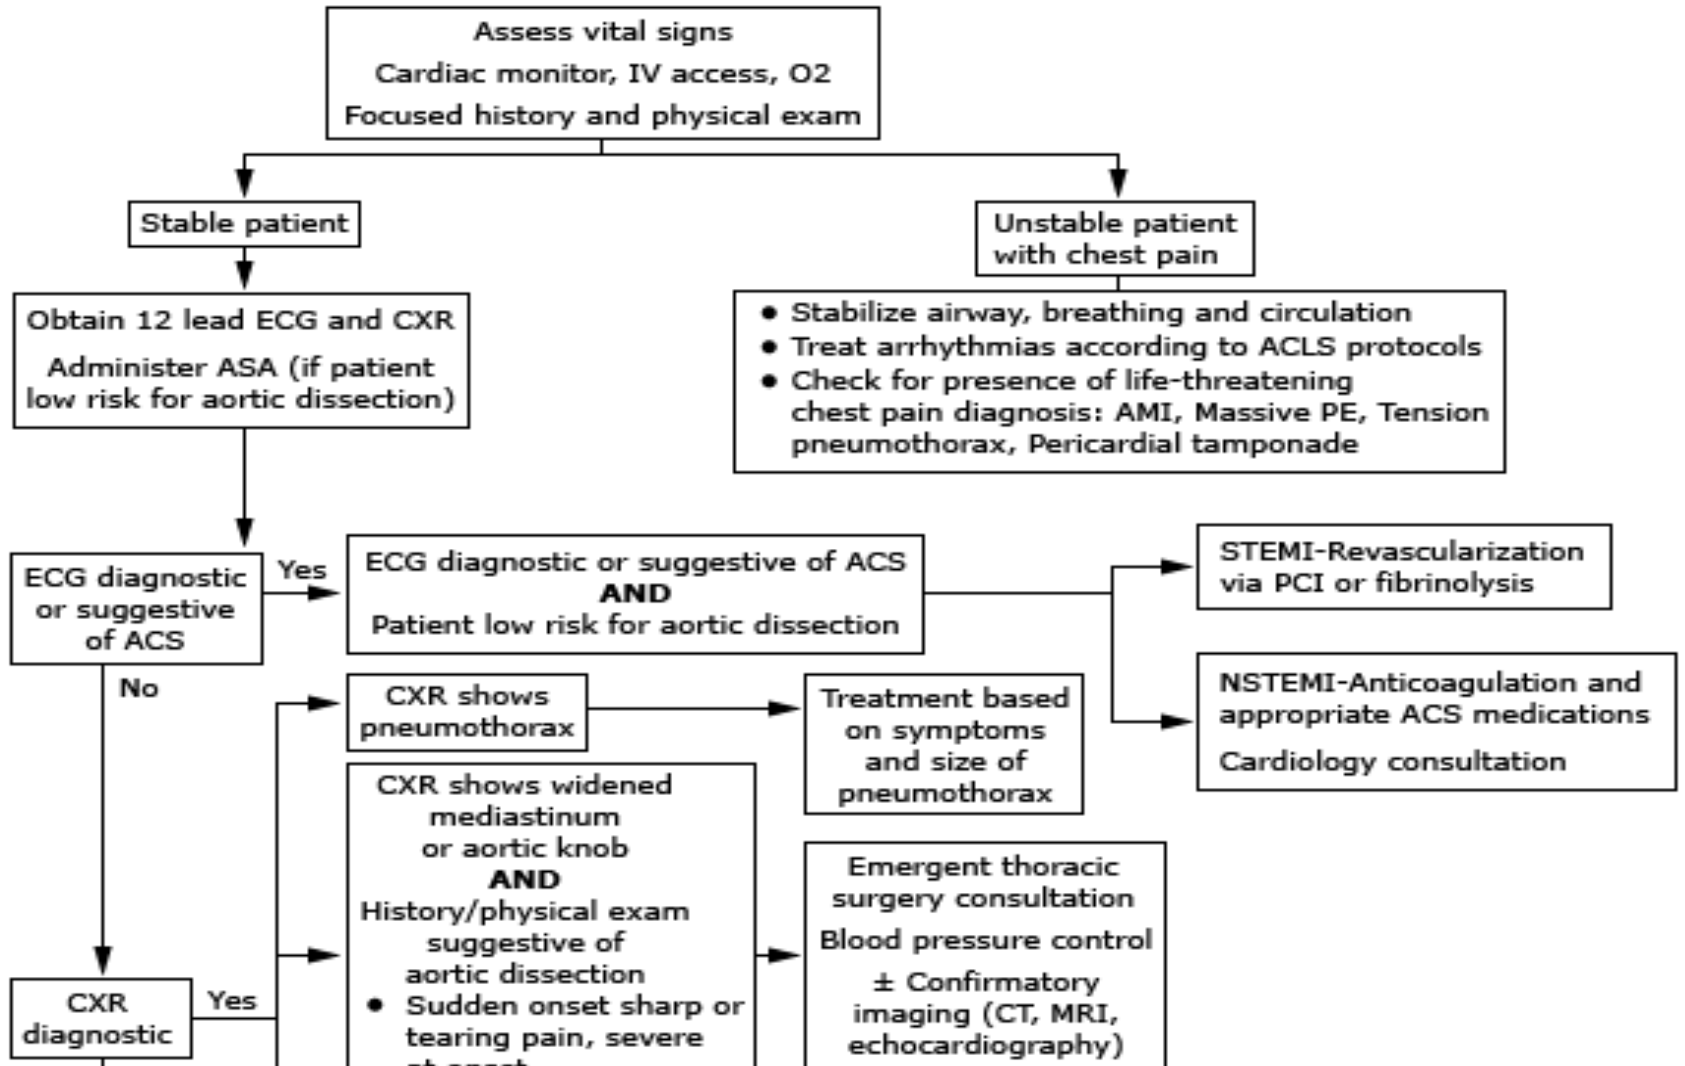 Assess vital signs
Cardiac monitor, IV access, O2
Focused history and physical exam
Stable patient
Unstable patient
with chest pain
Obtain 12 lead ECG and CXR
Administer ASA (if patient
low risk for aortic dissection)
• Stabilize airway, breathing and circulation
• Treat arrhythmias according to ACLS protocols
• Check for presence of life-threatening
chest pain diagnosis: AMI, Massive PE, Tension
pneumothorax, Pericardial tamponade
ECG diagnostic
or suggestive
of ACS
Yes
ECG diagnostic or suggestive of ACS
AND
Patient low risk for aortic dissection
STEMI-Revascularization
via PCI or fibrinolysis
NSTEMI-Anticoagulation and
appropriate ACS medications
Cardiology consultation
No
CXR shows
pneumothorax
Treatment based
on symptoms
and size of
pneumothorax
CXR shows widened
mediastinum
or aortic knob
AND
History/physical exam
suggestive of
aortic dissection
• Sudden onset sharp or
tearing pain, severe
Emergent thoracic
surgery consultation
Blood pressure control
± Confirmatory
imaging (CT, MRI,
echocardiography)
CXR
diagnostic
Yes